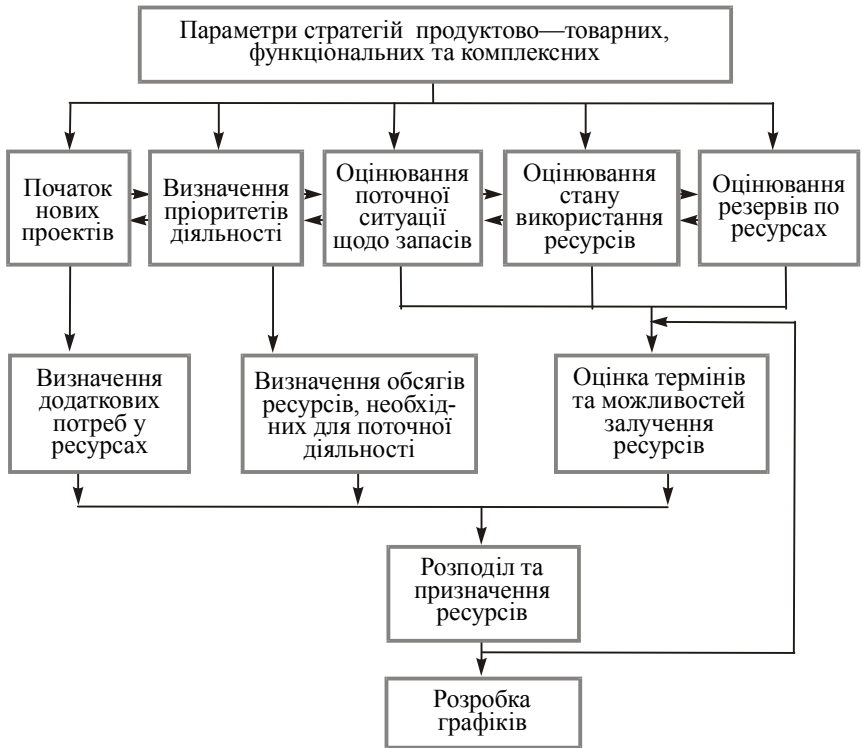 Параметри стратегій продуктово—товарних,
функціональних та комплексних
Початок
нових
проектів
Визначення
пріоритетів
діяльності
Оцінювання
поточної
ситуації
щодо запасів
Оцінювання
стану
використання
ресурсів
Оцінювання
резервів по
ресурсах
Визначення
додаткових
потреб у
ресурсах
Визначення обсягів
ресурсів, необхід-
них для поточної
діяльності
Оцінка термінів
та можливостей
залучення
ресурсів
Розподіл та
призначення
ресурсів
Розробка
графіків